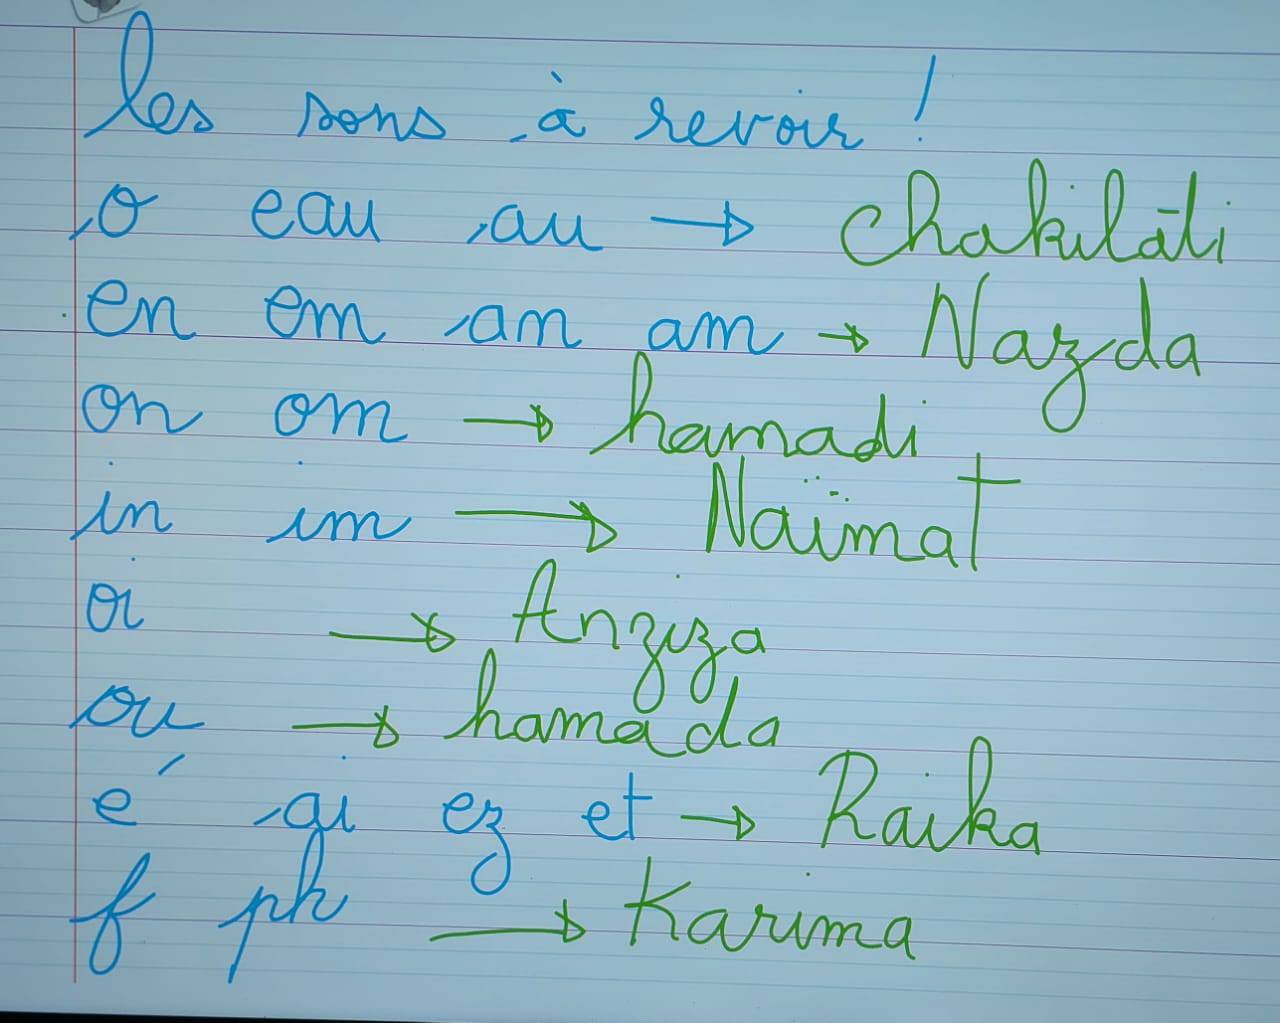 les sons à revoir !
o eau au → chakilati
en em an am → Nazda
on om → hamadi
in im → Naïmat
oi → Anziza
ou → hamada
é ai ez et → Raika
f ph → Karima